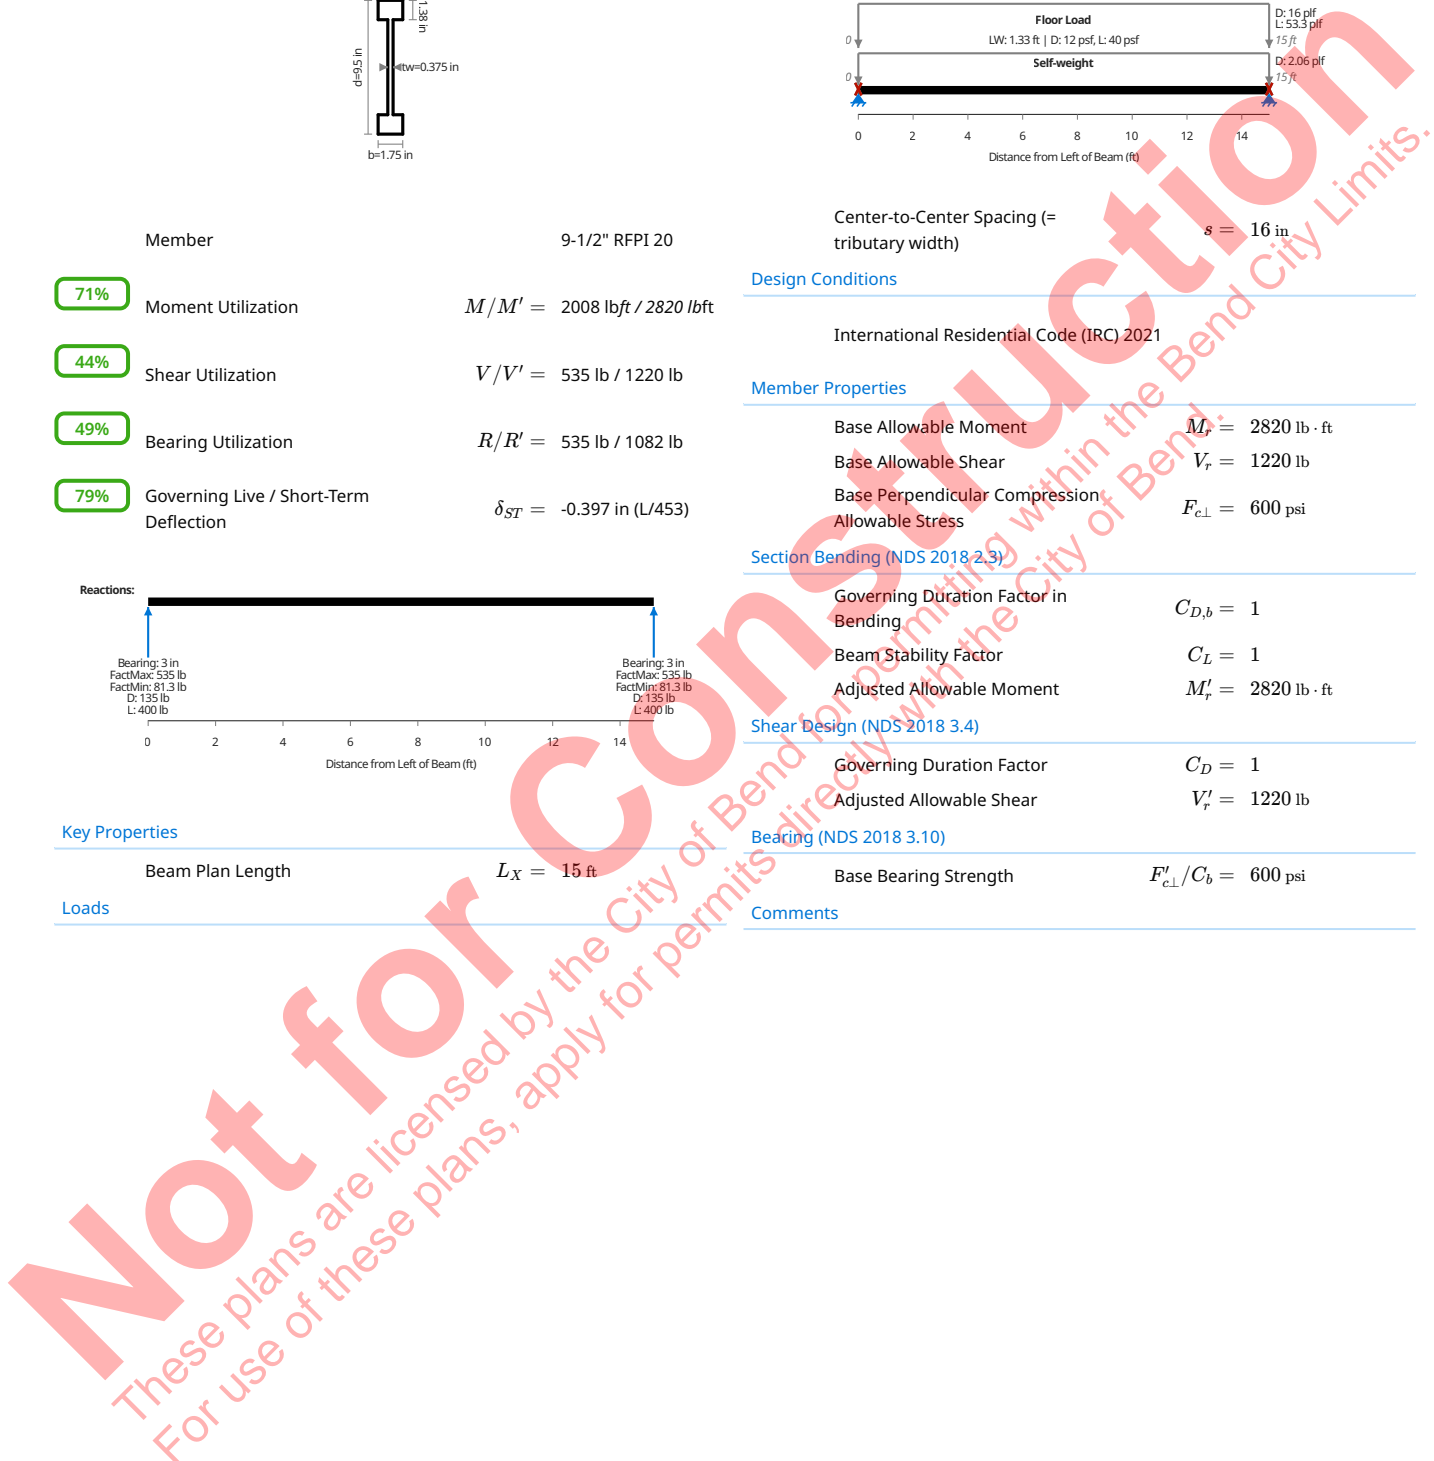 1.38 in
d=9.5 in
tw=0.375 in
b=1.75 in
Member 9-1/2" RFPI 20
71% Moment Utilization M/M′ = 2008 lbft / 2820 lbft
44% Shear Utilization V/V′ = 535 lb / 1220 lb
49% Bearing Utilization R/R′ = 535 lb / 1082 lb
79% Governing Live / Short-Term
Deflection δST = -0.397 in (L/453)
Reactions:
Bearing: 3 in Bearing: 3 in
FactMax: 535 lb FactMax: 535 lb
FactMin: 81.3 lb FactMin: 81.3 lb
D: 135 lb D: 135 lb
L: 400 lb L: 400 lb
0 2 4 6 8 10 12 14
Distance from Left of Beam (ft)
Key Properties
Beam Plan Length LX = 15 ft
Loads
D: 16 plf
L: 53.3 plf
Floor Load
0 LW: 1.33 ft | D: 12 psf, L: 40 psf 15 ft
Self-weight D: 2.06 plf
0 15 ft
0 2 4 6 8 10 12 14
Distance from Left of Beam (ft)
Center-to-Center Spacing (=
tributary width) s = 16 in
Design Conditions
International Residential Code (IRC) 2021
Member Properties
Base Allowable Moment Mr = 2820 lb · ft
Base Allowable Shear Vr = 1220 lb
Base Perpendicular Compression
Allowable Stress Fc⊥ = 600 psi
Section Bending (NDS 2018 2.3)
Governing Duration Factor in
Bending CD,b = 1
Beam Stability Factor CL = 1
Adjusted Allowable Moment M′r = 2820 lb · ft
Shear Design (NDS 2018 3.4)
Governing Duration Factor CD = 1
Adjusted Allowable Shear V′r = 1220 lb
Bearing (NDS 2018 3.10)
Base Bearing Strength F′c⊥/Cb = 600 psi
Comments
Not for Construction
These plans are licensed by the City of Bend for permitting within the Bend City Limits.
For use of these plans, apply for permits directly with the City of Bend.